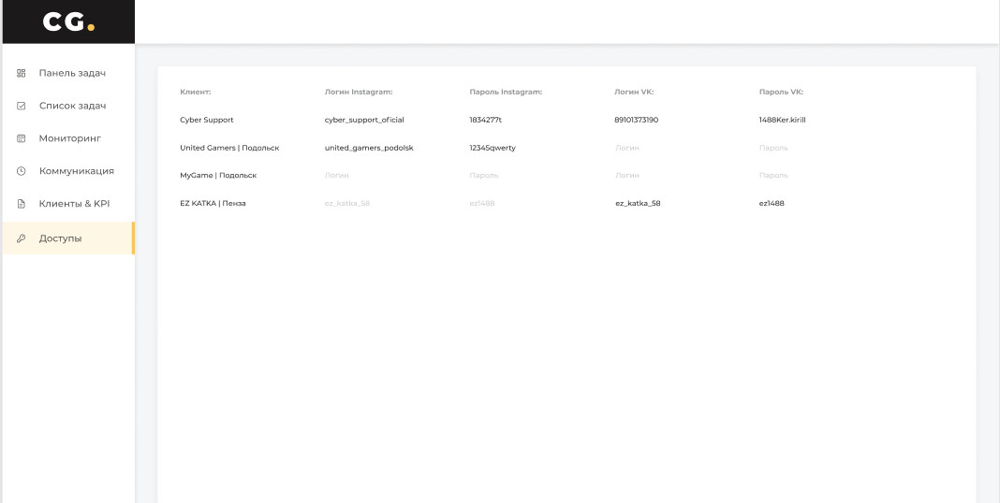 CG.
Панель задач
Список задач
Мониторинг
Коммуникация
Клиенты & KPI
Доступы
Клиент: Логин Instagram: Пароль Instagram: Логин VK: Пароль VK:
Cyber Support cyber_support_oficial 1834277t 89101373190 1488Ker.kirill
United Gamers | Подольск united_gamers_podolsk 12345qwerty Логин Пароль
MyGame | Подольск Логин Пароль Логин Пароль
EZ KATKA | Пенза ez_katka_58 ez1488 ez_katka_58 ez1488